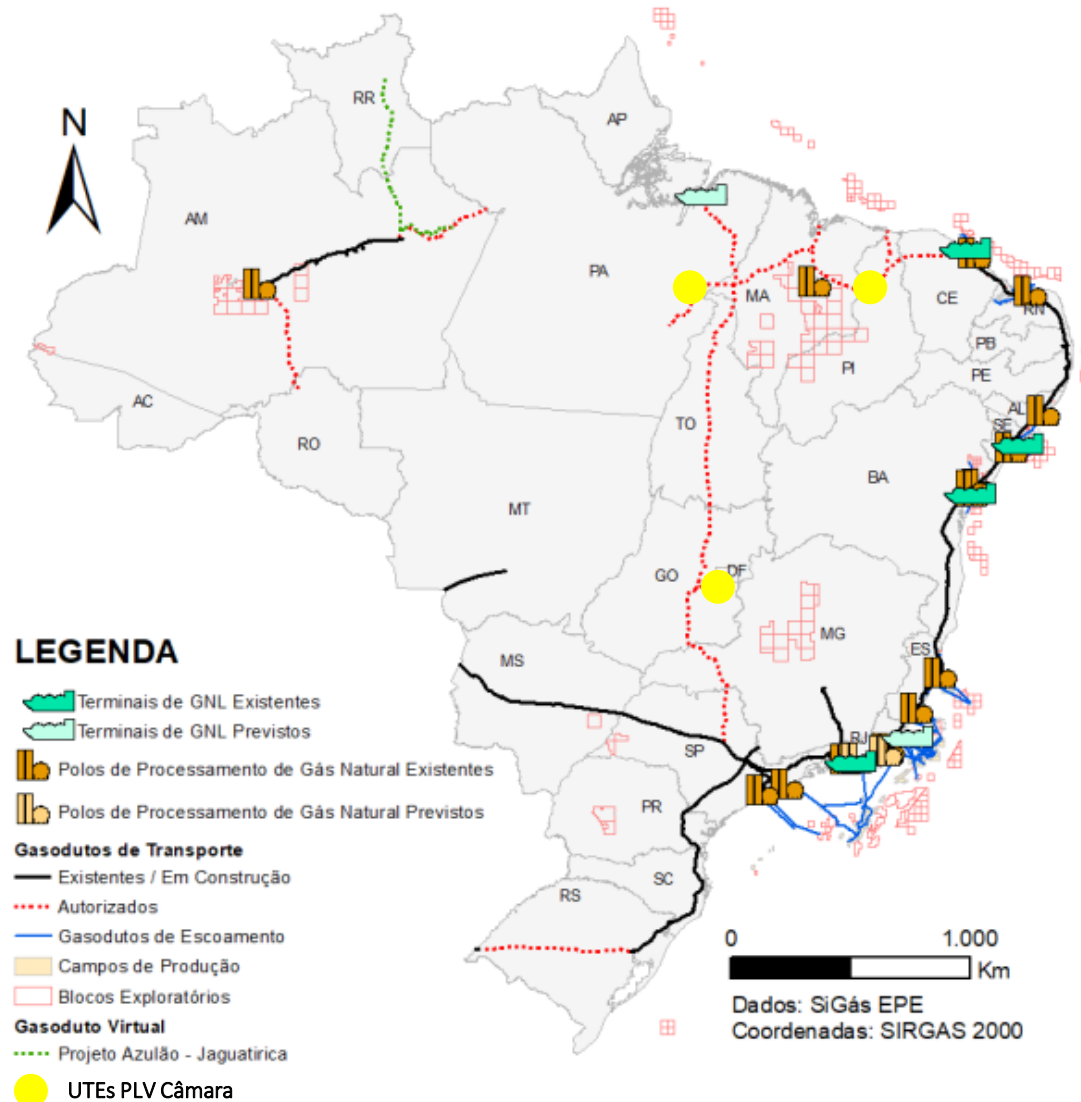 N
RR
AP
AM
PA
MA
CE
RN
PB
PE
PI
AL
SE
AC
RO
TO
BA
MT
GO
DF
MG
ES
MS
SP
RJ
PR
SC
RS
LEGENDA
Terminais de GNL Existentes
Terminais de GNL Previstos
Polos de Processamento de Gás Natural Existentes
Polos de Processamento de Gás Natural Previstos
Gasodutos de Transporte
Existentes / Em Construção
Autorizados
Gasodutos de Escoamento
Campos de Produção
Blocos Exploratórios
Gasoduto Virtual
Projeto Azulão - Jaguatirica
UTEs PLV Câmara
0 1.000
Km
Dados: SiGás EPE
Coordenadas: SIRGAS 2000